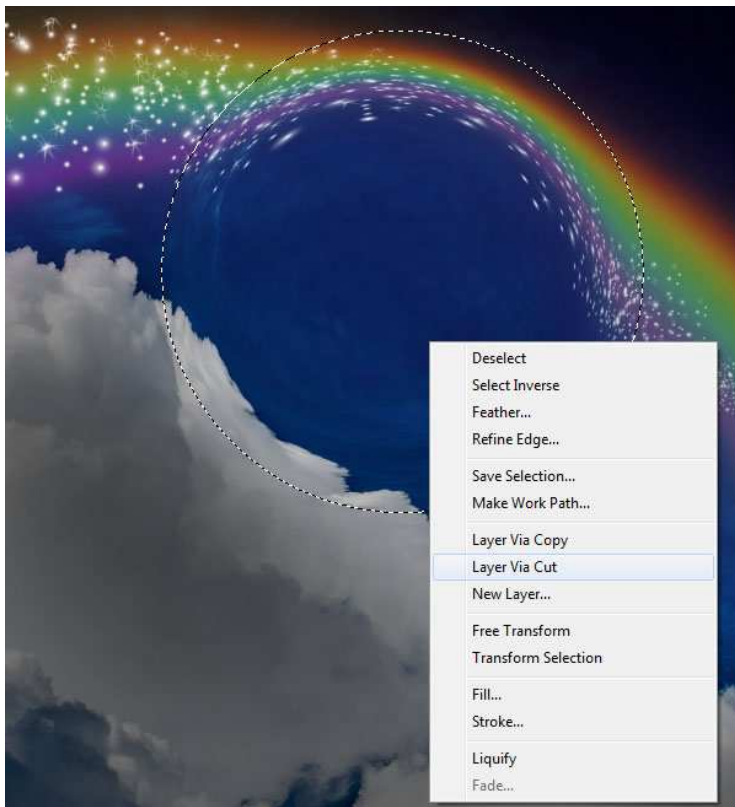 Deselect
Select Inverse
Feather...
Refine Edge...
Save Selection...
Make Work Path...
Layer Via Copy
Layer Via Cut
New Layer...
Free Transform
Transform Selection
Fill...
Stroke...
Liquify
Fade...